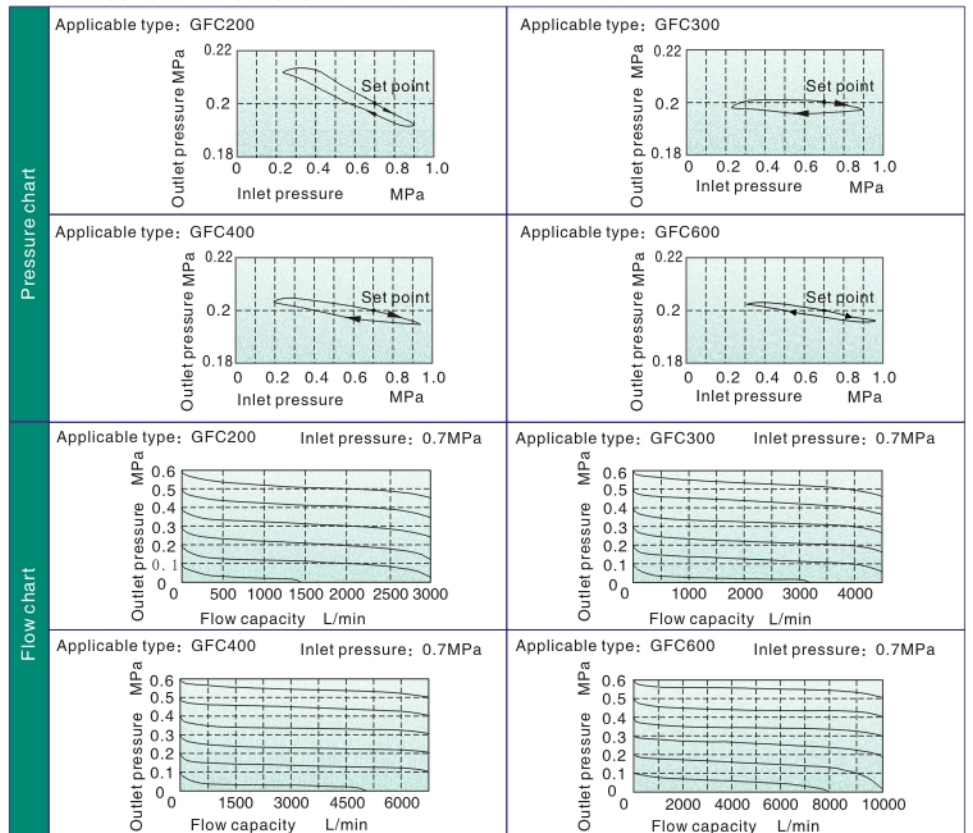 Pressure chart
Applicable type: GFC200
Outlet pressure MPa
0.22
0.2
0.18
Set point
0 0.2 0.4 0.6 0.8 1.0
Inlet pressure MPa
Applicable type: GFC300
Outlet pressure MPa
0.22
0.2
0.18
Set point
0 0.2 0.4 0.6 0.8 1.0
Inlet pressure MPa
Applicable type: GFC400
Outlet pressure MPa
0.22
0.2
0.18
Set point
0 0.2 0.4 0.6 0.8 1.0
Inlet pressure MPa
Applicable type: GFC600
Outlet pressure MPa
0.22
0.2
0.18
Set point
0 0.2 0.4 0.6 0.8 1.0
Inlet pressure MPa
Flow chart
Applicable type: GFC200 Inlet pressure: 0.7MPa
Outlet pressure MPa
0.6
0.5
0.4
0.3
0.2
0.1
0 500 1000 1500 2000 2500 3000
Flow capacity L/min
Applicable type: GFC300 Inlet pressure: 0.7MPa
Outlet pressure MPa
0.6
0.5
0.4
0.3
0.2
0.1
0 1000 2000 3000 4000
Flow capacity L/min
Applicable type: GFC400 Inlet pressure: 0.7MPa
Outlet pressure MPa
0.6
0.5
0.4
0.3
0.2
0.1
0
0 1500 3000 4500 6000
Flow capacity L/min
Applicable type: GFC600 Inlet pressure: 0.7MPa
Outlet pressure MPa
0.6
0.5
0.4
0.3
0.2
0.1
0
0 2000 4000 6000 8000 10000
Flow capacity L/min